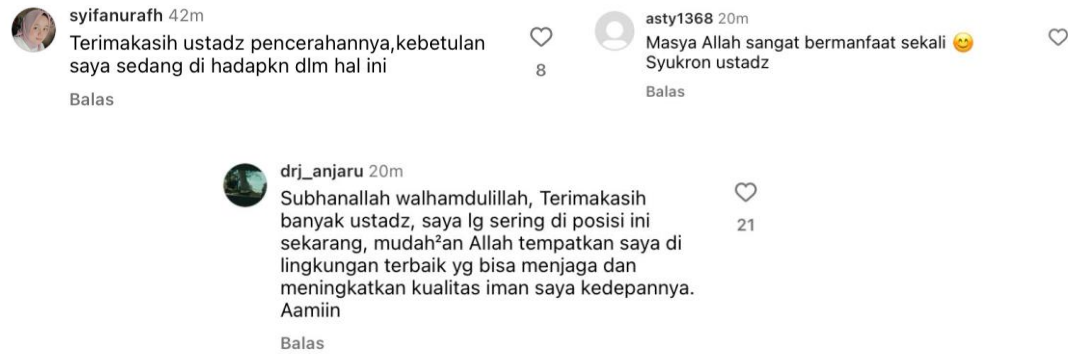 syifanurafh 42m
Terimakasih ustadz pencerahannya,kebetulan
saya sedang di hadapkn dlm hal ini
8
Balas
asty1368 20m
Masya Allah sangat bermanfaat sekali 😊
Syukron ustadz
Balas
drj_anjaru 20m
Subhanallah walhamdulillah, Terimakasih
banyak ustadz, saya lg sering di posisi ini
sekarang, mudah²an Allah tempatkan saya di
lingkungan terbaik yg bisa menjaga dan
meningkatkan kualitas iman saya kedepannya.
Aamiin
21
Balas